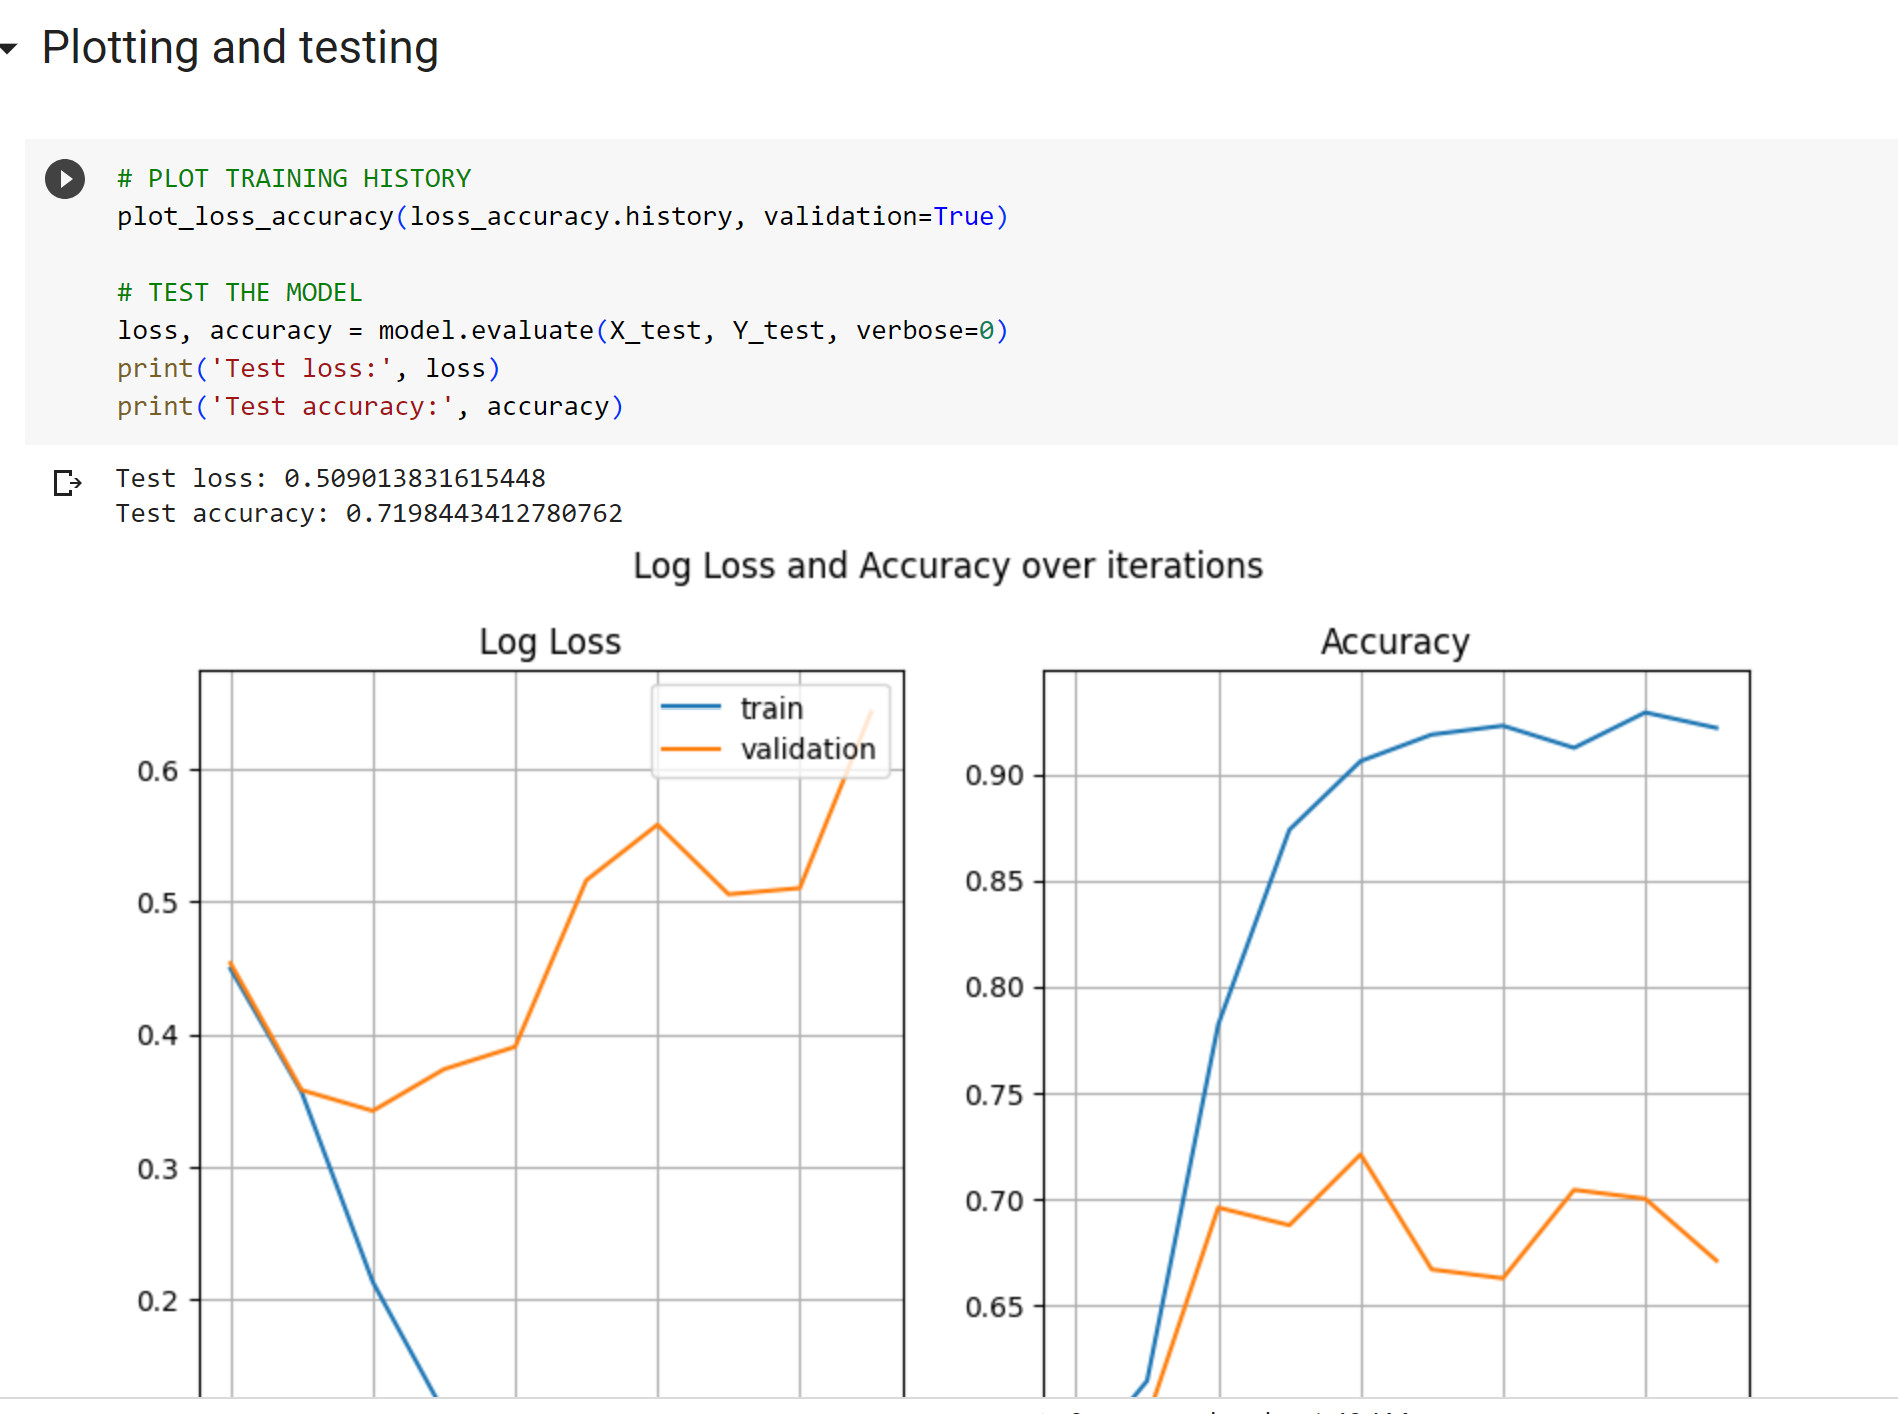 Plotting and testing
# PLOT TRAINING HISTORY
plot_loss_accuracy(loss_accuracy.history, validation=True)
# TEST THE MODEL
loss, accuracy = model.evaluate(X_test, Y_test, verbose=0)
print('Test loss:', loss)
print('Test accuracy:', accuracy)
Test loss: 0.509013831615448
Test accuracy: 0.7198443412780762
Log Loss and Accuracy over iterations
Log Loss
train
validation
0.6
0.5
0.4
0.3
0.2
Accuracy
0.90
0.85
0.80
0.75
0.70
0.65